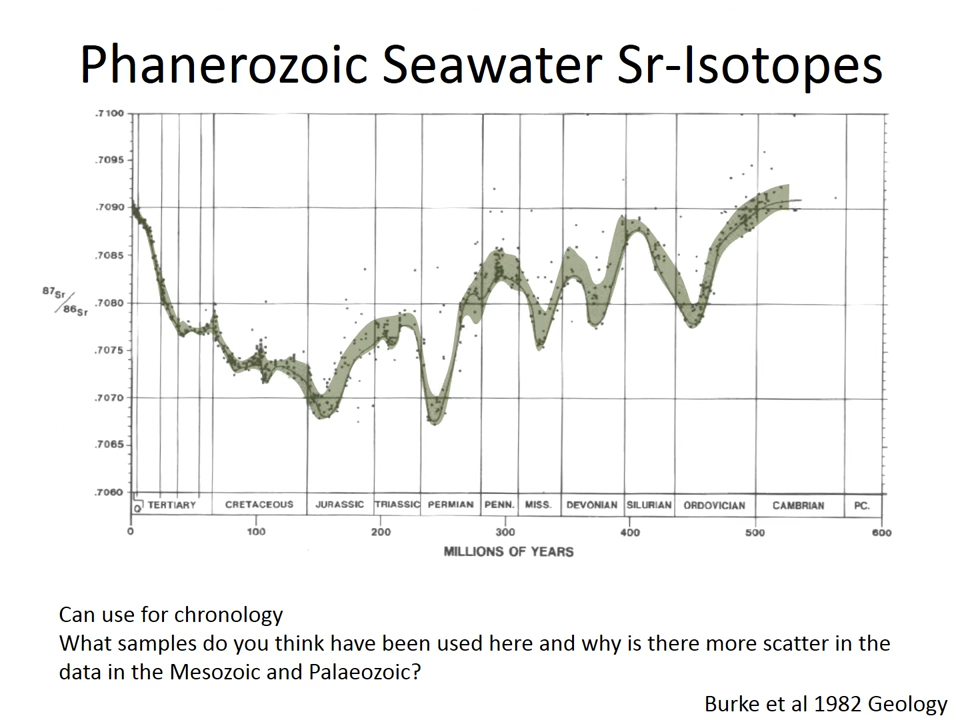 Phanerozoic Seawater Sr-Isotopes
.7100
.7095
.7090
.7085
.7080
.7075
.7070
.7065
.7060
87Sr/86Sr
Q TERTIARY CRETACEOUS JURASSIC TRIASSIC PERMIAN PENN. MISS. DEVONIAN SILURIAN ORDOVICIAN CAMBRIAN PC.
0 100 200 300 400 500 600
MILLIONS OF YEARS
Can use for chronology
What samples do you think have been used here and why is there more scatter in the
data in the Mesozoic and Palaeozoic?
Burke et al 1982 Geology